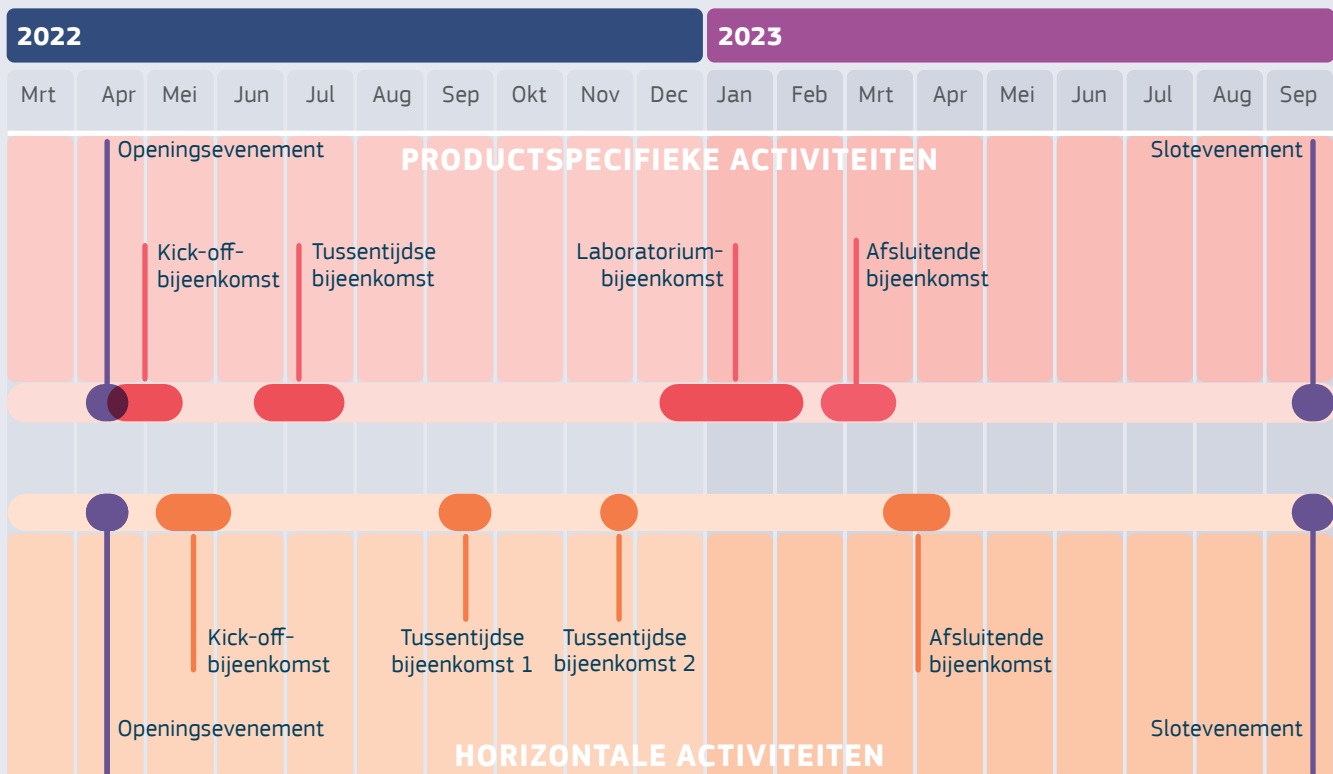 2022
2023
Mrt Apr Mei Jun Jul Aug Sep Okt Nov Dec Jan Feb Mrt Apr Mei Jun Jul Aug Sep
Openingsevenement
PRODUCTSPECIFIEKE ACTIVITEITEN
Slotevenement
Kick-off-
bijeenkomst
Tussentijdse
bijeenkomst
Laboratorium-
bijeenkomst
Afsluitende
bijeenkomst
Kick-off-
bijeenkomst
Tussentijdse
bijeenkomst 1
Tussentijdse
bijeenkomst 2
Afsluitende
bijeenkomst
Openingsevenement
Slotevenement
HORIZONTALE ACTIVITEITEN